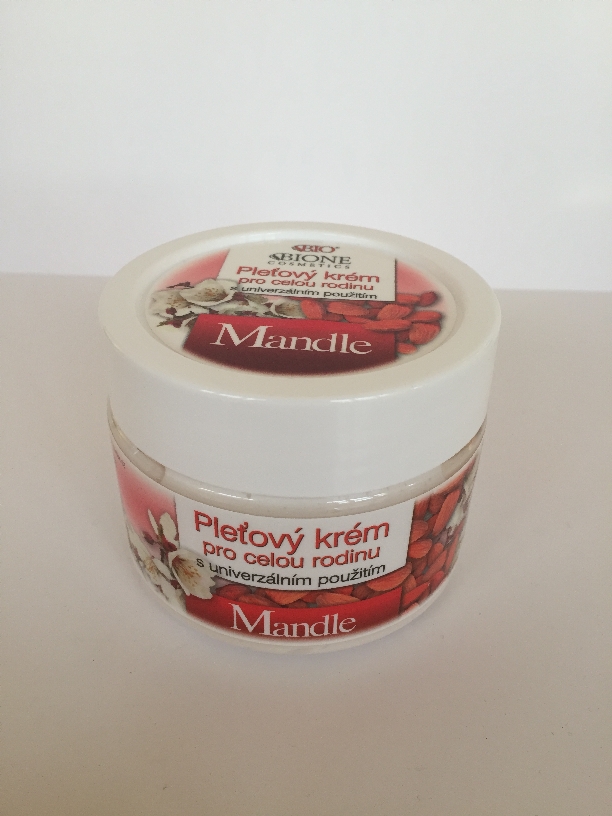 BIO
BIONE
COSMETICS
Pleťový krém
pro celou rodinu
s univerzálním použitím
Mandle
Pleťový krém
pro celou rodinu
s univerzálním použitím
Mandle